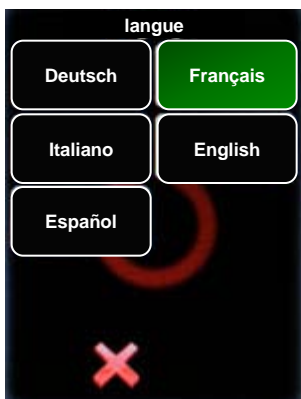 langue
Deutsch
Français
Italiano
English
Español